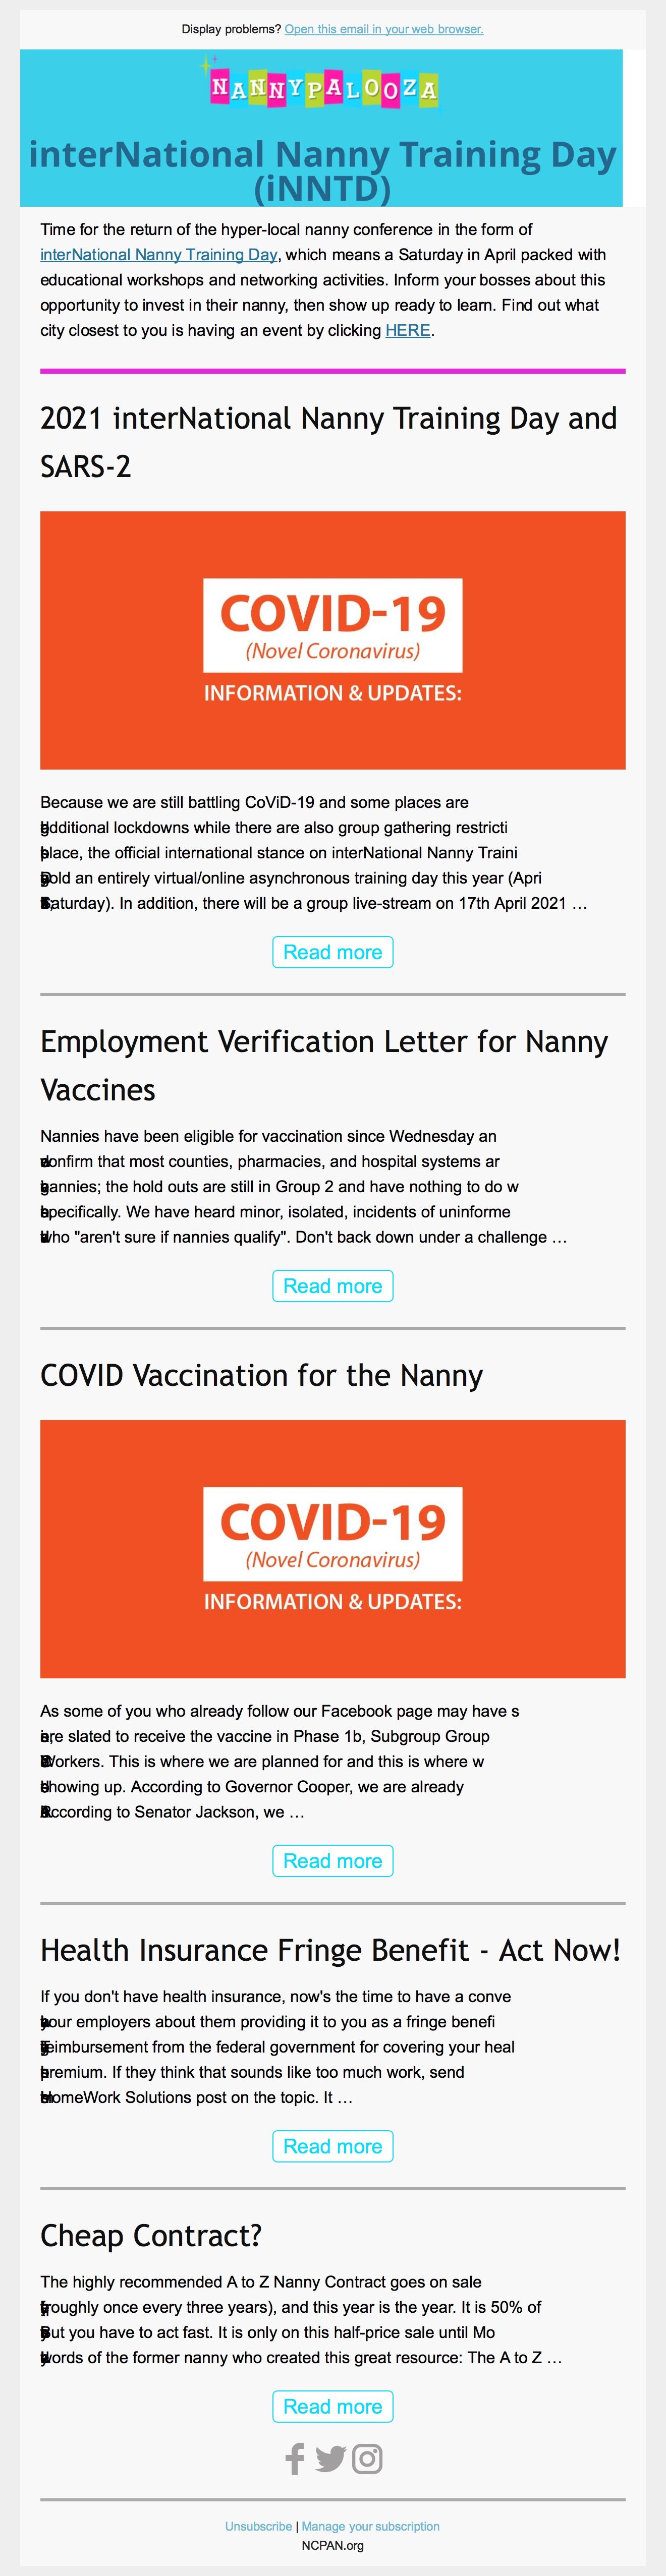 Display problems? Open this email in your web browser.
NANNYPALOOZA
interNational Nanny Training Day
(iNNTD)
Time for the return of the hyper-local nanny conference in the form of
interNational Nanny Training Day, which means a Saturday in April packed with
educational workshops and networking activities. Inform your bosses about this
opportunity to invest in their nanny, then show up ready to learn. Find out what
city closest to you is having an event by clicking HERE.
2021 interNational Nanny Training Day and
SARS-2
COVID-19
(Novel Coronavirus)
INFORMATION & UPDATES:
Because we are still battling CoViD-19 and some places are
additional lockdowns while there are also group gathering restricti
place, the official international stance on interNational Nanny Traini
hold an entirely virtual/online asynchronous training day this year (Apri
Saturday). In addition, there will be a group live-stream on 17th April 2021 …
Read more
Employment Verification Letter for Nanny
Vaccines
Nannies have been eligible for vaccination since Wednesday an
confirm that most counties, pharmacies, and hospital systems ar
nannies; the hold outs are still in Group 2 and have nothing to do w
specifically. We have heard minor, isolated, incidents of uninforme
who "aren't sure if nannies qualify". Don't back down under a challenge …
Read more
COVID Vaccination for the Nanny
COVID-19
(Novel Coronavirus)
INFORMATION & UPDATES:
As some of you who already follow our Facebook page may have s
are slated to receive the vaccine in Phase 1b, Subgroup Group
Workers. This is where we are planned for and this is where w
showing up. According to Governor Cooper, we are already
According to Senator Jackson, we …
Read more
Health Insurance Fringe Benefit - Act Now!
If you don't have health insurance, now's the time to have a conve
your employers about them providing it to you as a fringe benefi
reimbursement from the federal government for covering your heal
premium. If they think that sounds like too much work, send
HomeWork Solutions post on the topic. It …
Read more
Cheap Contract?
The highly recommended A to Z Nanny Contract goes on sale
(roughly once every three years), and this year is the year. It is 50% of
But you have to act fast. It is only on this half-price sale until Mo
words of the former nanny who created this great resource: The A to Z …
Read more
Unsubscribe | Manage your subscription
NCPAN.org